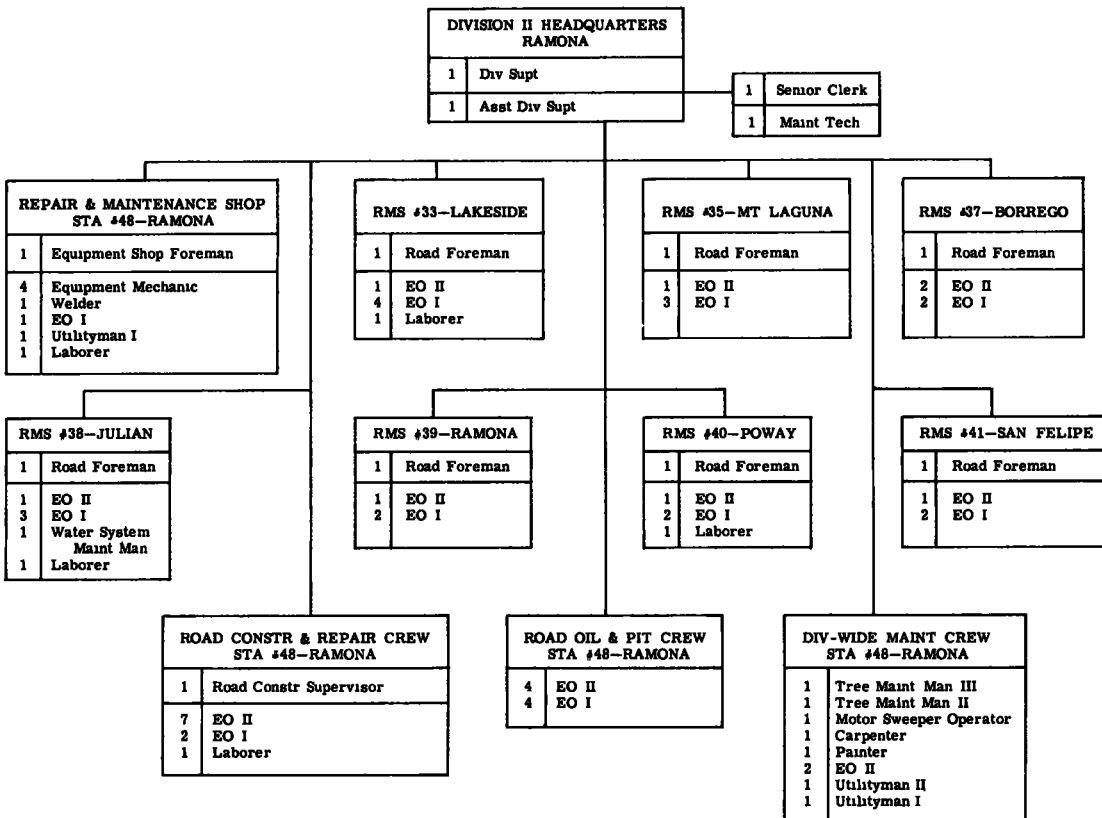 DIVISION II HEADQUARTERS
RAMONA
1 Div Supt
1 Asst Div Supt
1 Senior Clerk
1 Maint Tech
REPAIR & MAINTENANCE SHOP
STA #48—RAMONA
1 Equipment Shop Foreman
4 Equipment Mechanic
1 Welder
1 EO I
1 Utilityman I
1 Laborer
RMS #33—LAKESIDE
1 Road Foreman
1 EO II
4 EO I
1 Laborer
RMS #35—MT LAGUNA
1 Road Foreman
1 EO II
3 EO I
RMS #37—BORREGO
1 Road Foreman
2 EO II
2 EO I
RMS #38—JULIAN
1 Road Foreman
1 EO II
3 EO I
1 Water System
Maint Man
1 Laborer
RMS #39—RAMONA
1 Road Foreman
1 EO II
2 EO I
RMS #40—POWAY
1 Road Foreman
1 EO II
2 EO I
1 Laborer
RMS #41—SAN FELIPE
1 Road Foreman
1 EO II
2 EO I
ROAD CONSTR & REPAIR CREW
STA #48—RAMONA
1 Road Constr Supervisor
7 EO II
2 EO I
1 Laborer
ROAD OIL & PIT CREW
STA #48—RAMONA
4 EO II
4 EO I
DIV-WIDE MAINT CREW
STA #48—RAMONA
1 Tree Maint Man III
1 Tree Maint Man II
1 Motor Sweeper Operator
1 Carpenter
1 Painter
2 EO II
1 Utilityman II
1 Utilityman I